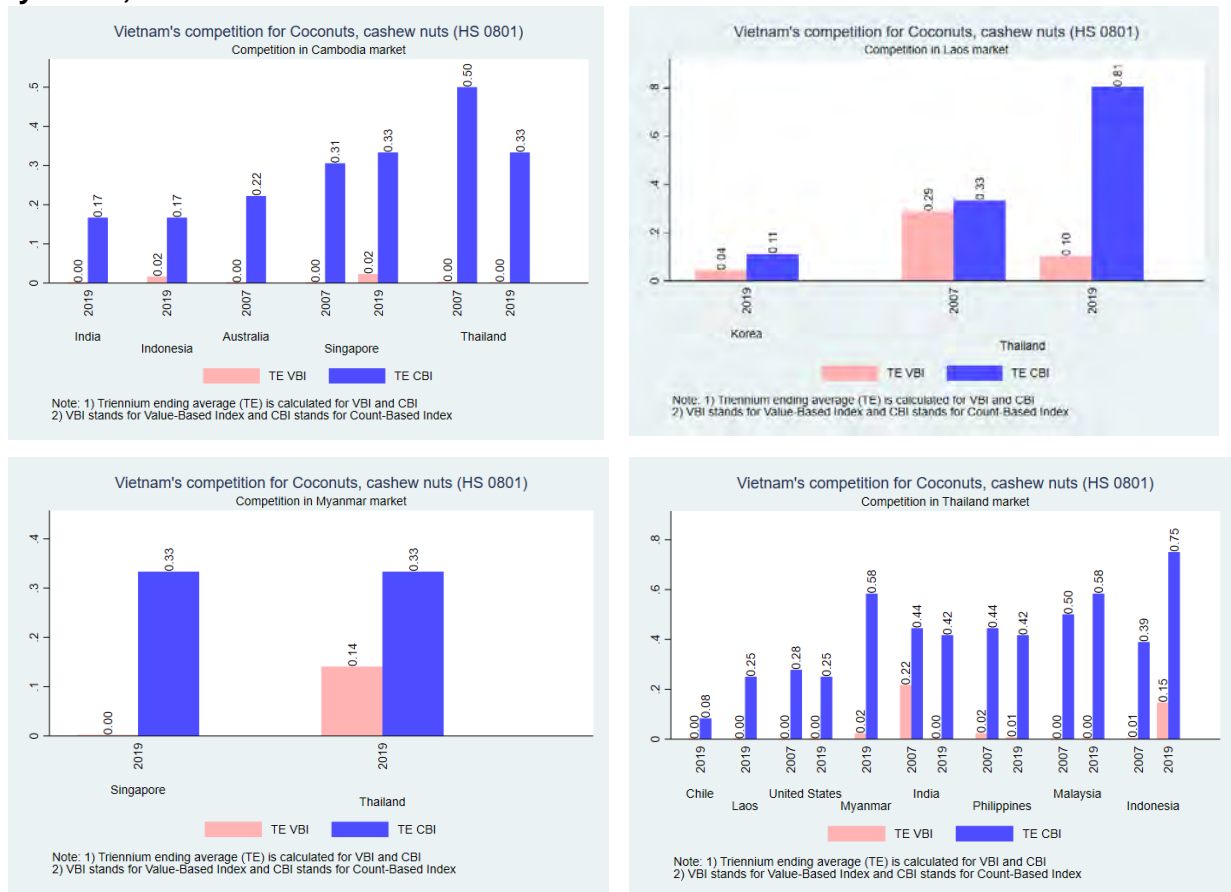 Vietnam's competition for Coconuts, cashew nuts (HS 0801)
Competition in Cambodia market
0 .1 .2 .3 .4 .5
0.00 0.17 0.02 0.17 0.00 0.22 0.00 0.31 0.02 0.33 0.00 0.50 0.00 0.33
2019 2019 2007 2007 2019 2007 2019
India Indonesia Australia Singapore Thailand
TE VBI TE CBI
Note: 1) Triennium ending average (TE) is calculated for VBI and CBI
2) VBI stands for Value-Based Index and CBI stands for Count-Based Index
Vietnam's competition for Coconuts, cashew nuts (HS 0801)
Competition in Laos market
0 .2 .4 .6 .8
0.04 0.11 0.29 0.33 0.10 0.81
2019 2007 2019
Korea Thailand
TE VBI TE CBI
Note: 1) Triennium ending average (TE) is calculated for VBI and CBI
2) VBI stands for Value-Based Index and CBI stands for Count-Based Index
Vietnam's competition for Coconuts, cashew nuts (HS 0801)
Competition in Myanmar market
0 .1 .2 .3 .4
0.00 0.33 0.14 0.33
2019 2019
Singapore Thailand
TE VBI TE CBI
Note: 1) Triennium ending average (TE) is calculated for VBI and CBI
2) VBI stands for Value-Based Index and CBI stands for Count-Based Index
Vietnam's competition for Coconuts, cashew nuts (HS 0801)
Competition in Thailand market
0 .2 .4 .6 .8
0.00 0.08 0.00 0.25 0.00 0.28 0.00 0.25 0.02 0.58 0.22 0.44 0.00 0.42 0.02 0.44 0.01 0.42 0.00 0.50 0.00 0.58 0.01 0.39 0.15 0.75
2019 2019 2007 2019 2019 2007 2019 2007 2019 2007 2019 2007 2019
Chile Laos United States Myanmar India Philippines Malaysia Indonesia
TE VBI TE CBI
Note: 1) Triennium ending average (TE) is calculated for VBI and CBI
2) VBI stands for Value-Based Index and CBI stands for Count-Based Index